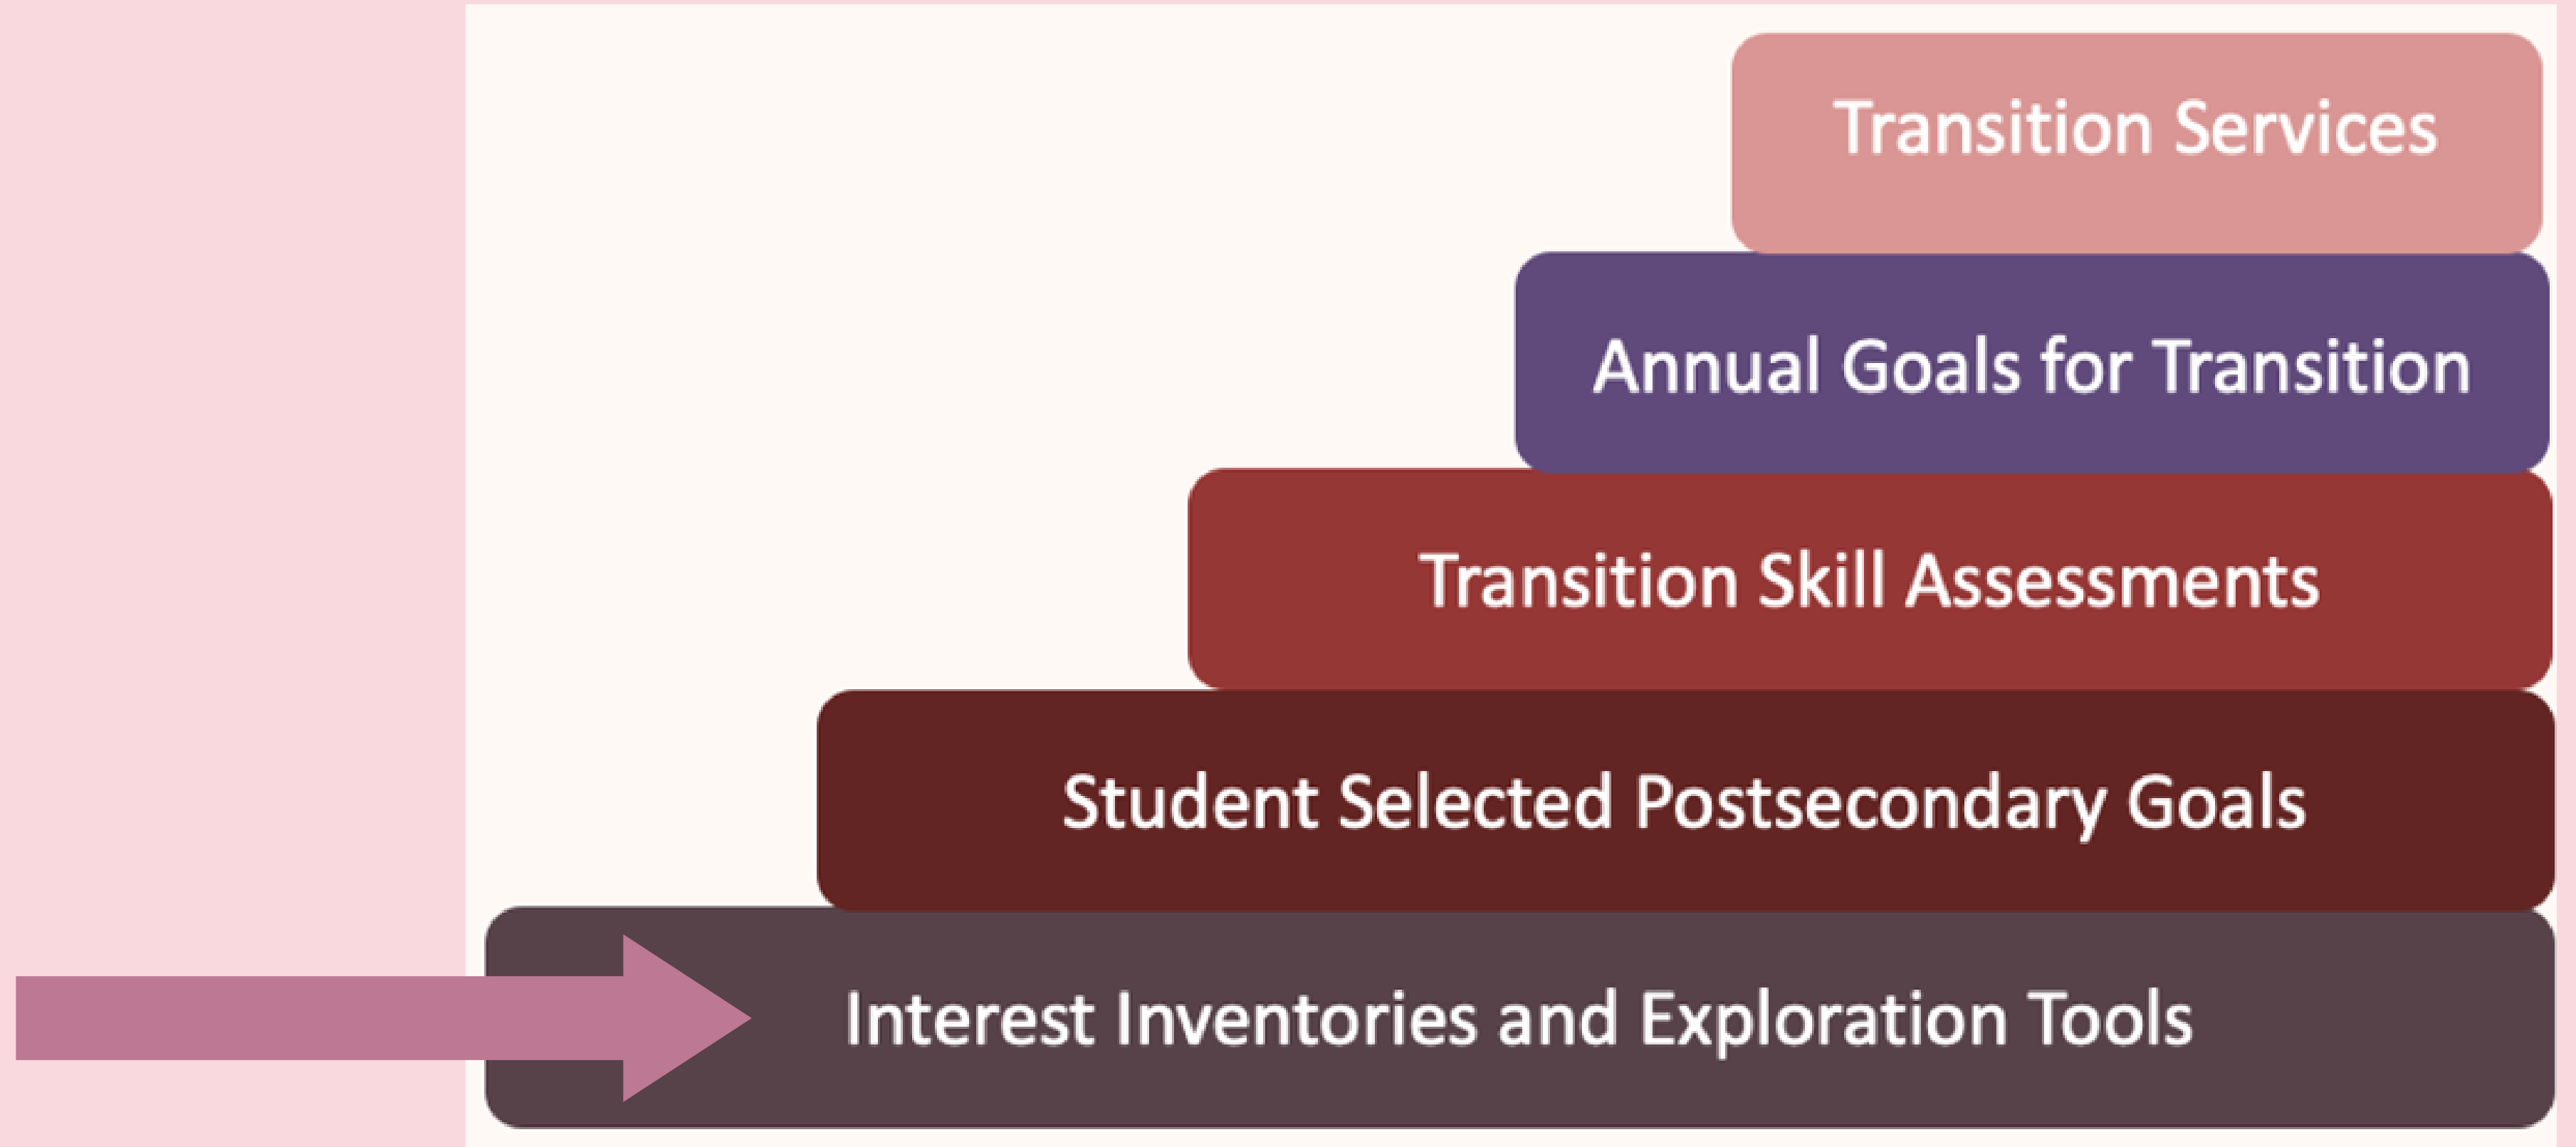 Transition Services
Annual Goals for Transition
Transition Skill Assessments
Student Selected Postsecondary Goals
Interest Inventories and Exploration Tools